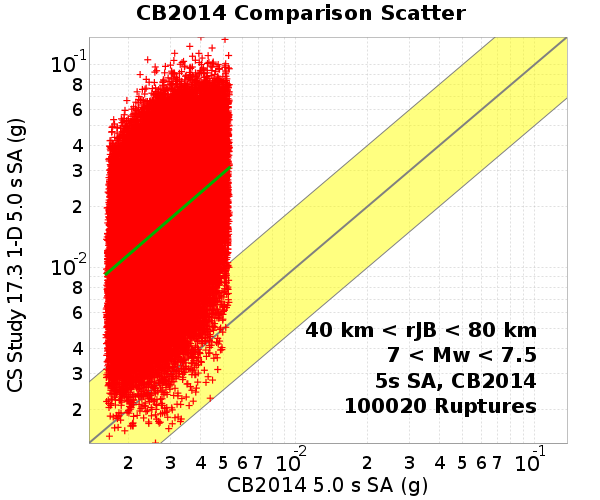 CB2014 Comparison Scatter
CS Study 17.3 1-D 5.0 s SA (g)
10⁻¹
8
6
4
3
2
10⁻²
8
6
4
3
2
40 km < rJB < 80 km
7 < Mw < 7.5
5s SA, CB2014
100020 Ruptures
2 3 4 5 6 7 10⁻² 2 3 4 5 6 7 10⁻¹
CB2014 5.0 s SA (g)